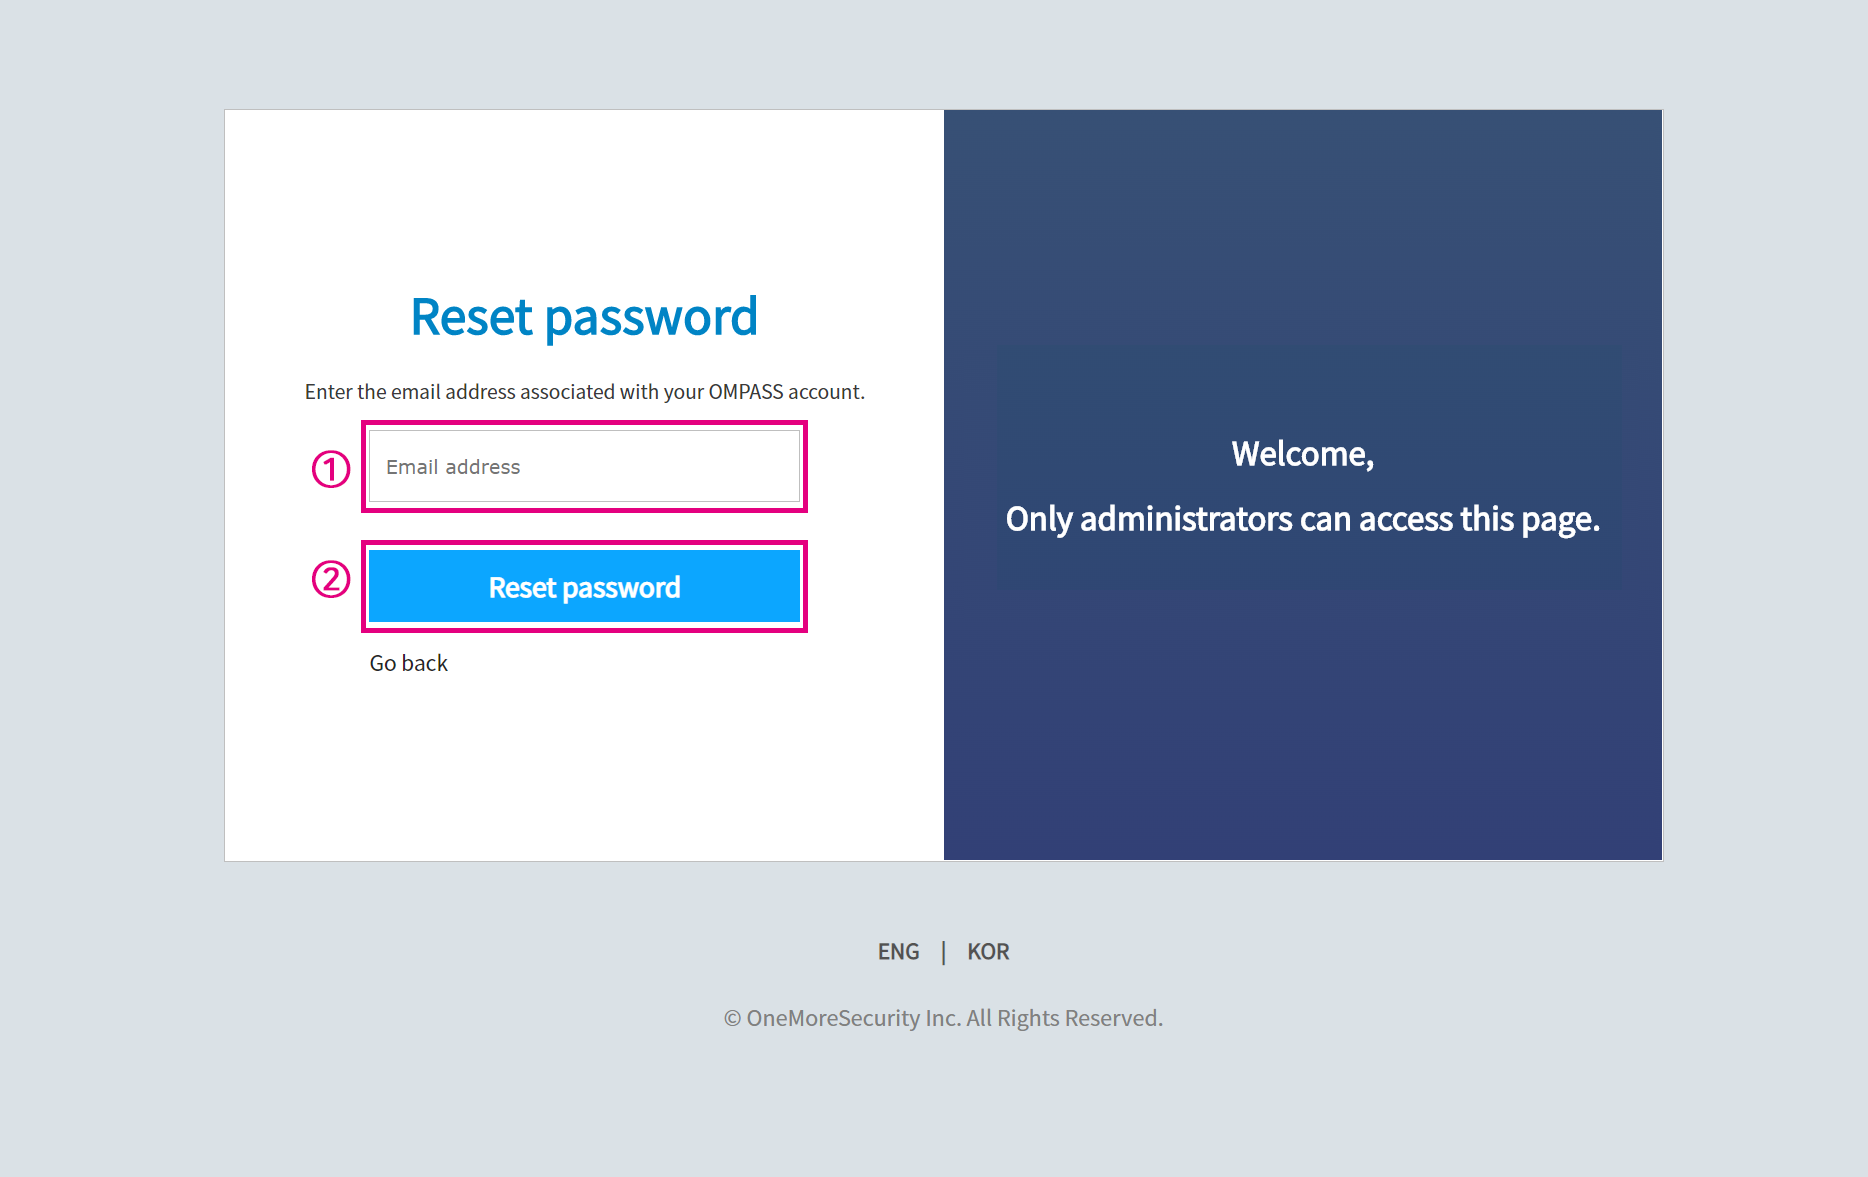 Reset password
Enter the email address associated with your OMPASS account.
① Email address
② Reset password
Go back
Welcome,
Only administrators can access this page.
ENG | KOR
© OneMoreSecurity Inc. All Rights Reserved.